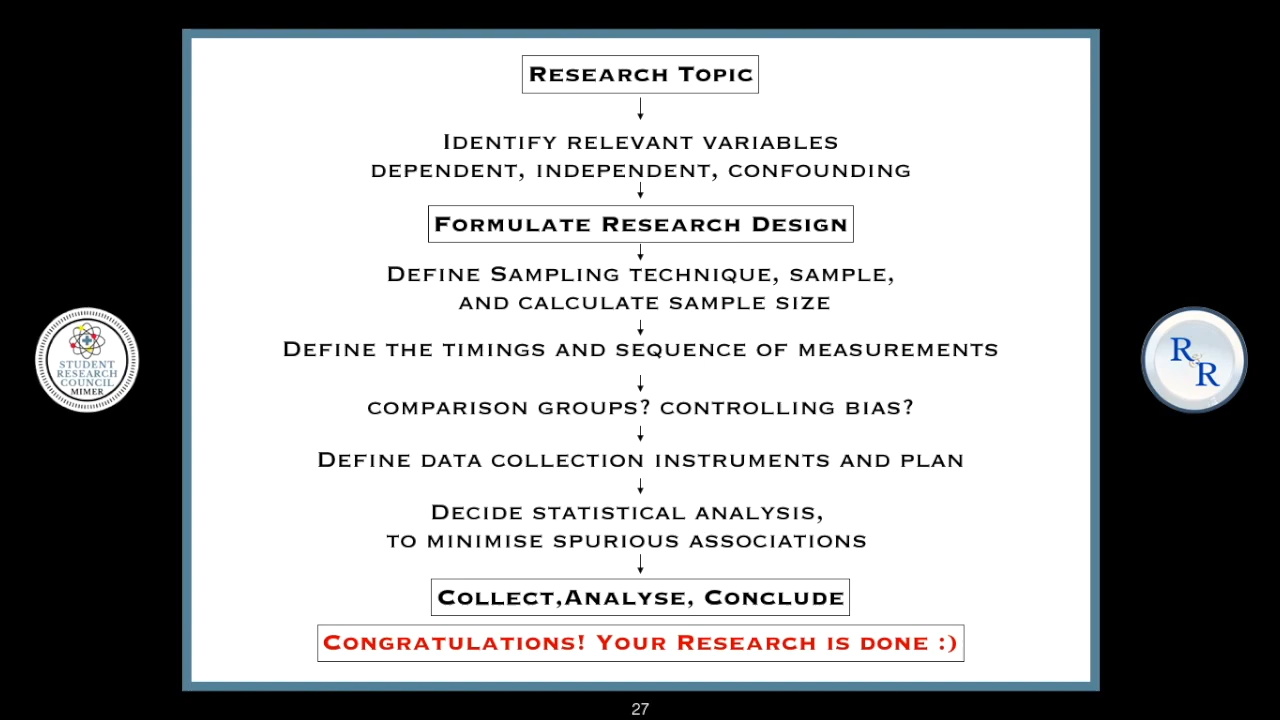 Research Topic
Identify relevant variables
dependent, independent, confounding
Formulate Research Design
Define Sampling technique, sample,
and calculate sample size
Define the timings and sequence of measurements
comparison groups? controlling bias?
Define data collection instruments and plan
Decide statistical analysis,
to minimise spurious associations
Collect,Analyse, Conclude
Congratulations! Your Research is done :)
STUDENT
RESEARCH
COUNCIL
MIMER
R&R
27